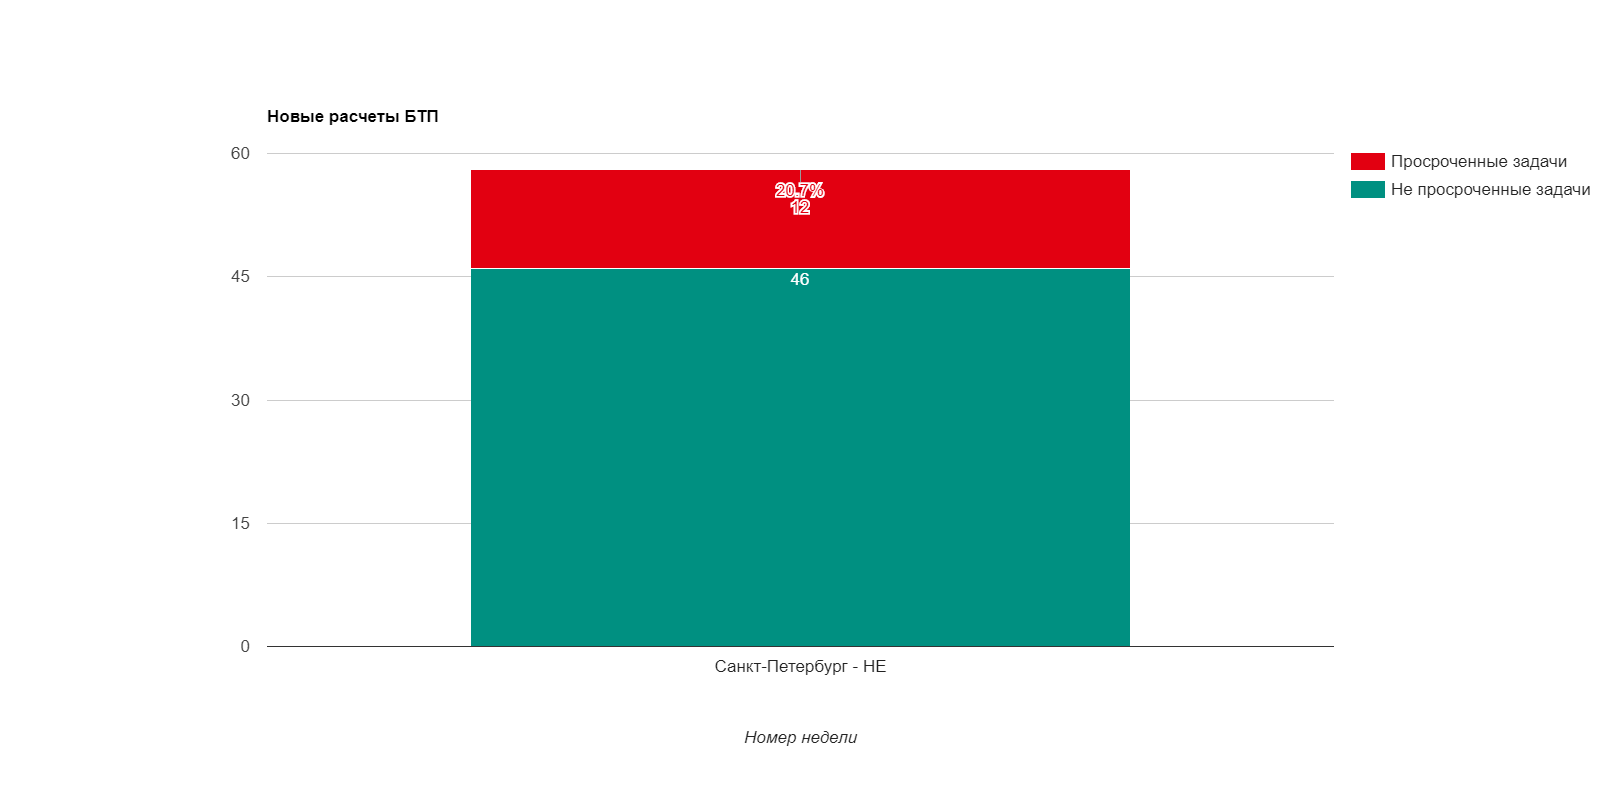 Новые расчеты БТП
60
45
30
15
0
20.7%
12
46
Санкт-Петербург - НЕ
Номер недели
Просроченные задачи
Не просроченные задачи